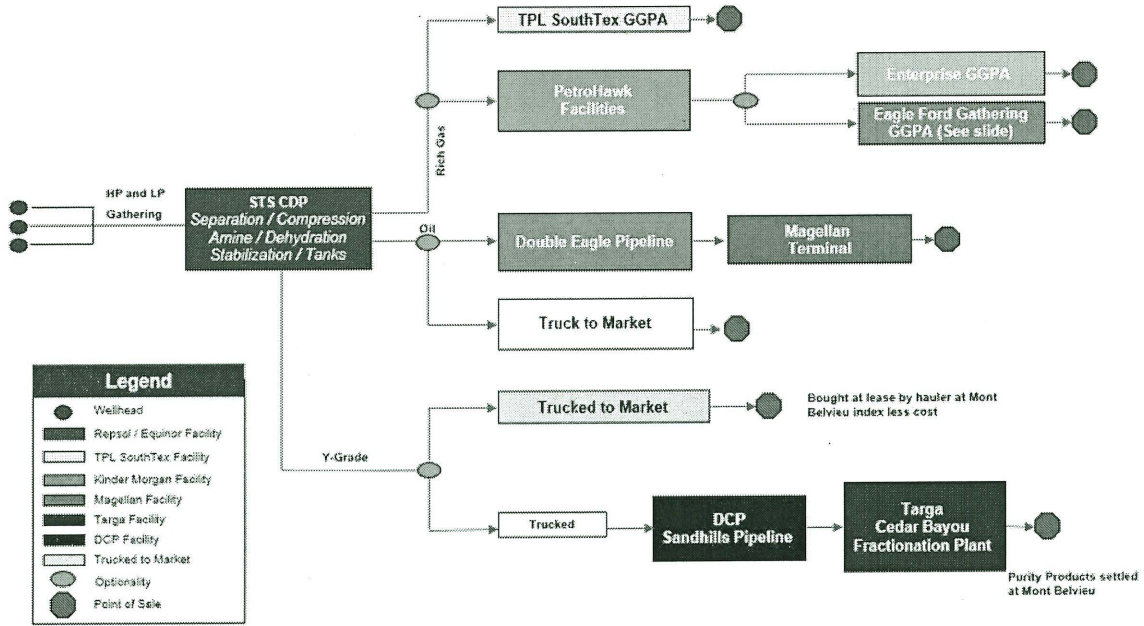 TPL SouthTex GGPA
PetroHawk
Facilities
Enterprise GGPA
Eagle Ford Gathering
GGPA (See slide)
Rich Gas
HP and LP
Gathering
STS CDP
Separation / Compression
Amine / Dehydration
Stabilization / Tanks
Oil
Double Eagle Pipeline
Magellan
Terminal
Truck to Market
Legend
Wellhead
Repsol / Equinor Facility
TPL SouthTex Facility
Kinder Morgan Facility
Magellan Facility
Targa Facility
DCP Facility
Trucked to Market
Optionality
Point of Sale
Y-Grade
Trucked to Market
Bought at lease by hauler at Mont
Belvieu index less cost
Trucked
DCP
Sandhills Pipeline
Targa
Cedar Bayou
Fractionation Plant
Purity Products settled
at Mont Belvieu